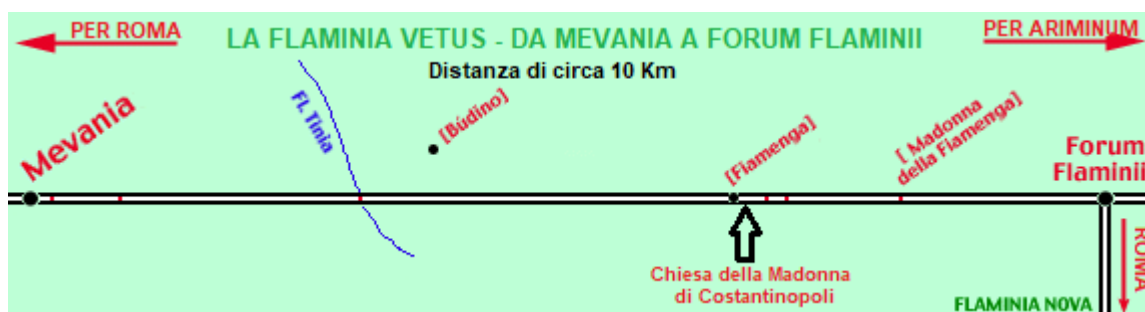 PER ROMA
LA FLAMINIA VETUS - DA MEVANIA A FORUM FLAMINII
PER ARIMINUM
Distanza di circa 10 Km
Mevania
Fl. Tinia
[Búdino]
[Fiamenga]
[ Madonna
della Fiamenga]
Forum
Flaminii
Chiesa della Madonna
di Costantinopoli
ROMA
FLAMINIA NOVA